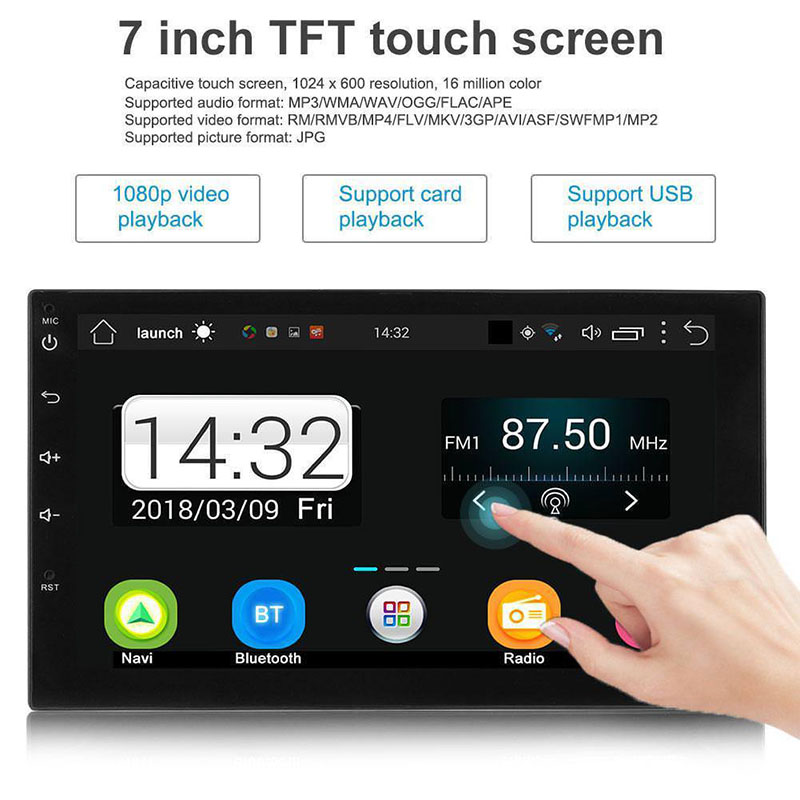 7 inch TFT touch screen
Capacitive touch screen, 1024 x 600 resolution, 16 million color
Supported audio format: MP3/WMA/WAV/OGG/FLAC/APE
Supported video format: RM/RMVB/MP4/FLV/MKV/3GP/AVI/ASF/SWFMP1/MP2
Supported picture format: JPG
1080p video
playback
Support card
playback
Support USB
playback
MIC
launch
14:32
14:32
2018/03/09 Fri
FM1 87.50 MHz
RST
BT
Navi
Bluetooth
Radio